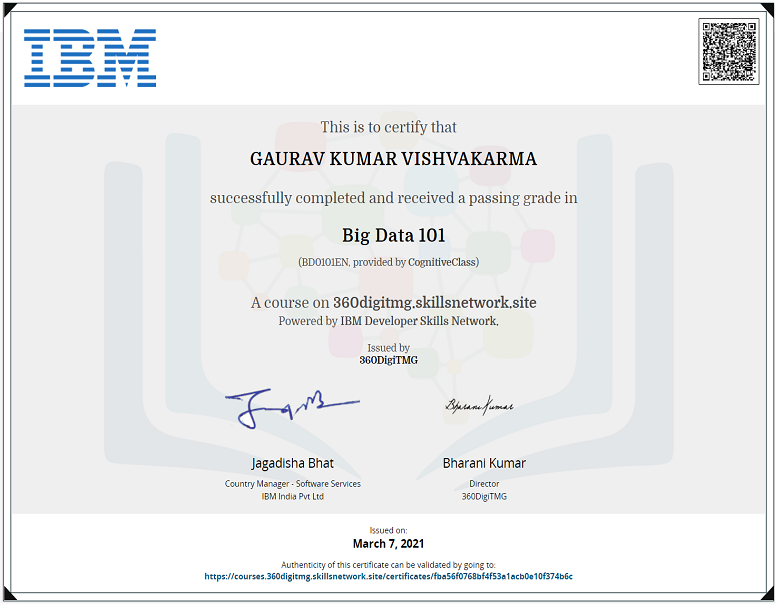 IBM
This is to certify that
GAURAV KUMAR VISHVAKARMA
successfully completed and received a passing grade in
Big Data 101
(BD0101EN, provided by CognitiveClass)
A course on 360digitmg.skillsnetwork.site
Powered by IBM Developer Skills Network.
Issued by
360DigiTMG
Bharani Kumar
Jagadisha Bhat
Bharani Kumar
Country Manager - Software Services
Director
IBM India Pvt Ltd
360DigiTMG
Issued on:
March 7, 2021
Authenticity of this certificate can be validated by going to:
https://courses.360digitmg.skillsnetwork.site/certificates/fba56f0768bf4f53a1acb0e10f374b6c